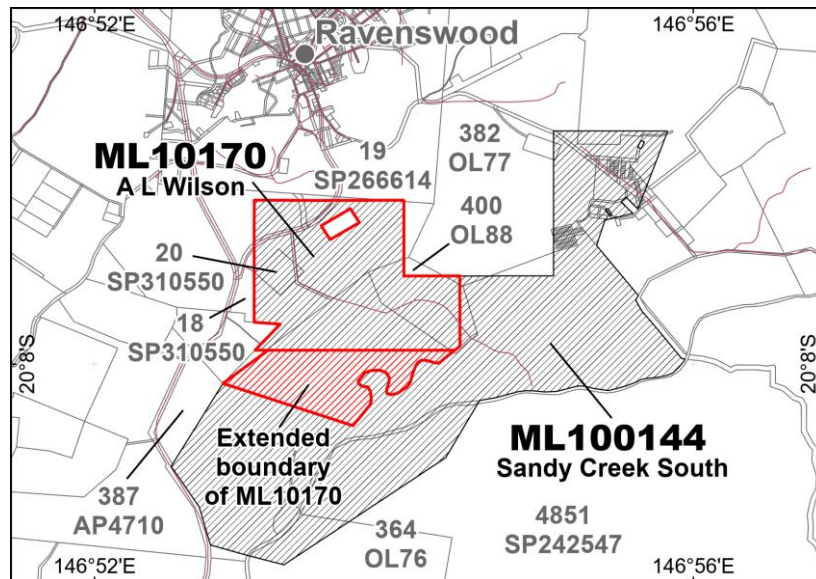 146°52'E
146°56'E
Ravenswood
ML10170
A L Wilson
19
SP266614
382
OL77
400
OL88
20
SP310550
18
SP310550
20°8'S
20°8'S
Extended
boundary
of ML10170
ML100144
Sandy Creek South
387
AP4710
364
OL76
4851
SP242547
146°52'E
146°56'E